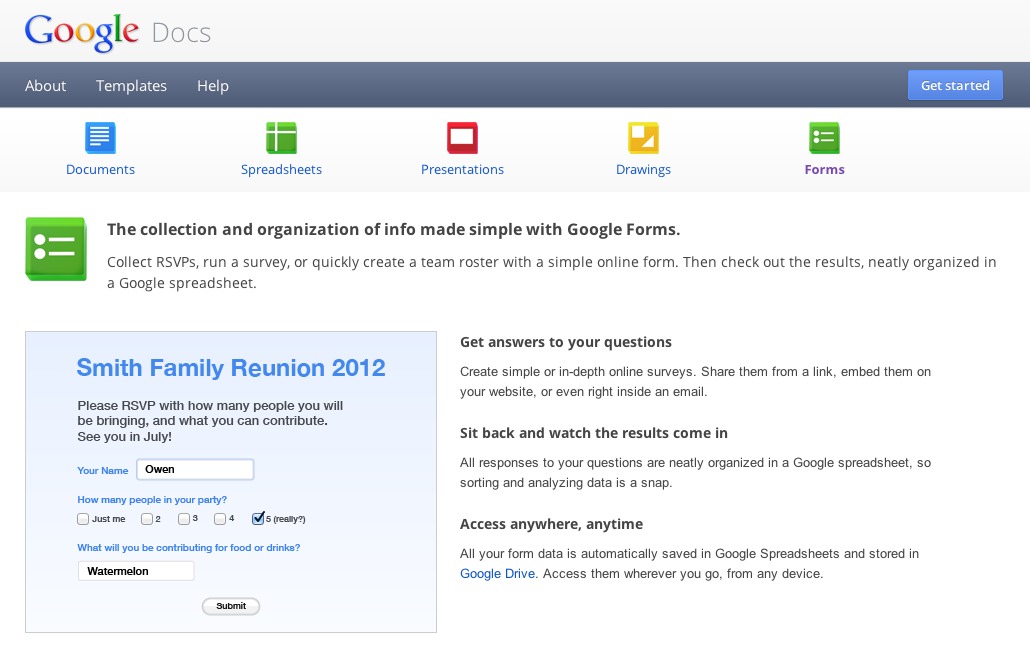 Google Docs
About Templates Help Get started
Documents Spreadsheets Presentations Drawings Forms
The collection and organization of info made simple with Google Forms.
Collect RSVPs, run a survey, or quickly create a team roster with a simple online form. Then check out the results, neatly organized in
a Google spreadsheet.
Smith Family Reunion 2012
Please RSVP with how many people you will
be bringing, and what you can contribute.
See you in July!
Your Name Owen
How many people in your party?
Just me 2 3 4 5 (really?)
What will you be contributing for food or drinks?
Watermelon
Submit
Get answers to your questions
Create simple or in-depth online surveys. Share them from a link, embed them on
your website, or even right inside an email.
Sit back and watch the results come in
All responses to your questions are neatly organized in a Google spreadsheet, so
sorting and analyzing data is a snap.
Access anywhere, anytime
All your form data is automatically saved in Google Spreadsheets and stored in
Google Drive. Access them wherever you go, from any device.